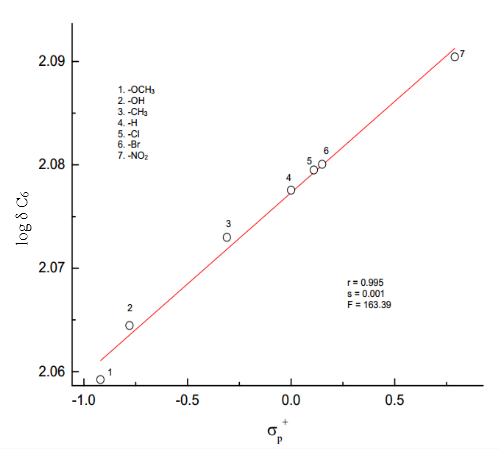 2.09
2.08
2.07
2.06
log δ C₆
1. -OCH₃
2. -OH
3. -CH₃
4. -H
5. -Cl
6. -Br
7. -NO₂
7
6
5
4
3
2
1
r = 0.995
s = 0.001
F = 163.39
-1.0 -0.5 0.0 0.5
σₚ⁺